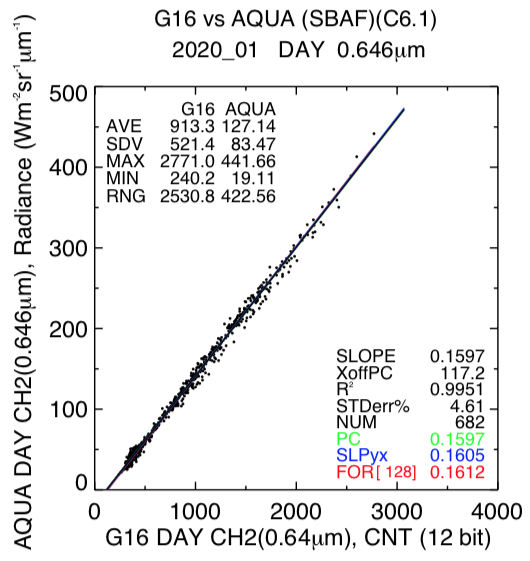 G16 vs AQUA (SBAF)(C6.1)
2020_01 DAY 0.646µm
AQUA DAY CH2(0.646µm), Radiance (Wm⁻²sr⁻¹µm⁻¹)
500
400
300
200
100
0
G16 AQUA
AVE 913.3 127.14
SDV 521.4 83.47
MAX 2771.0 441.66
MIN 240.2 19.11
RNG 2530.8 422.56
SLOPE 0.1597
XoffPC 117.2
R² 0.9951
STDerr% 4.61
NUM 682
PC 0.1597
SLPyx 0.1605
FOR[ 128] 0.1612
0 1000 2000 3000 4000
G16 DAY CH2(0.64µm), CNT (12 bit)